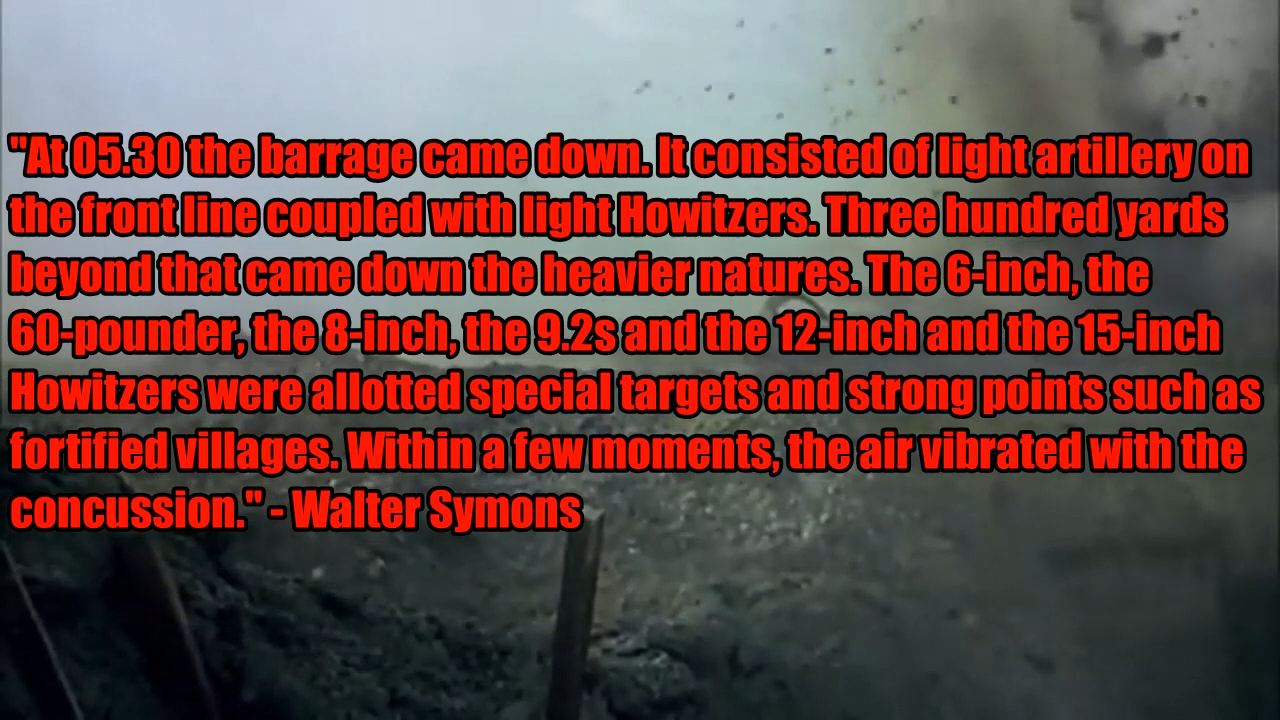 "At 05.30 the barrage came down. It consisted of light artillery on
the front line coupled with light Howitzers. Three hundred yards
beyond that came down the heavier natures. The 6-inch, the
60-pounder, the 8-inch, the 9.2s and the 12-inch and the 15-inch
Howitzers were allotted special targets and strong points such as
fortified villages. Within a few moments, the air vibrated with the
concussion." - Walter Symons